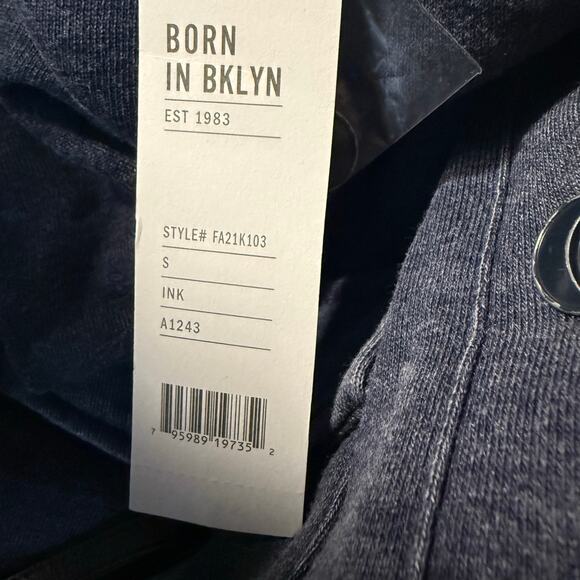 BORN
IN BKLYN
EST 1983
STYLE# FA21K103
S
INK
A1243
7 95989 19735 2